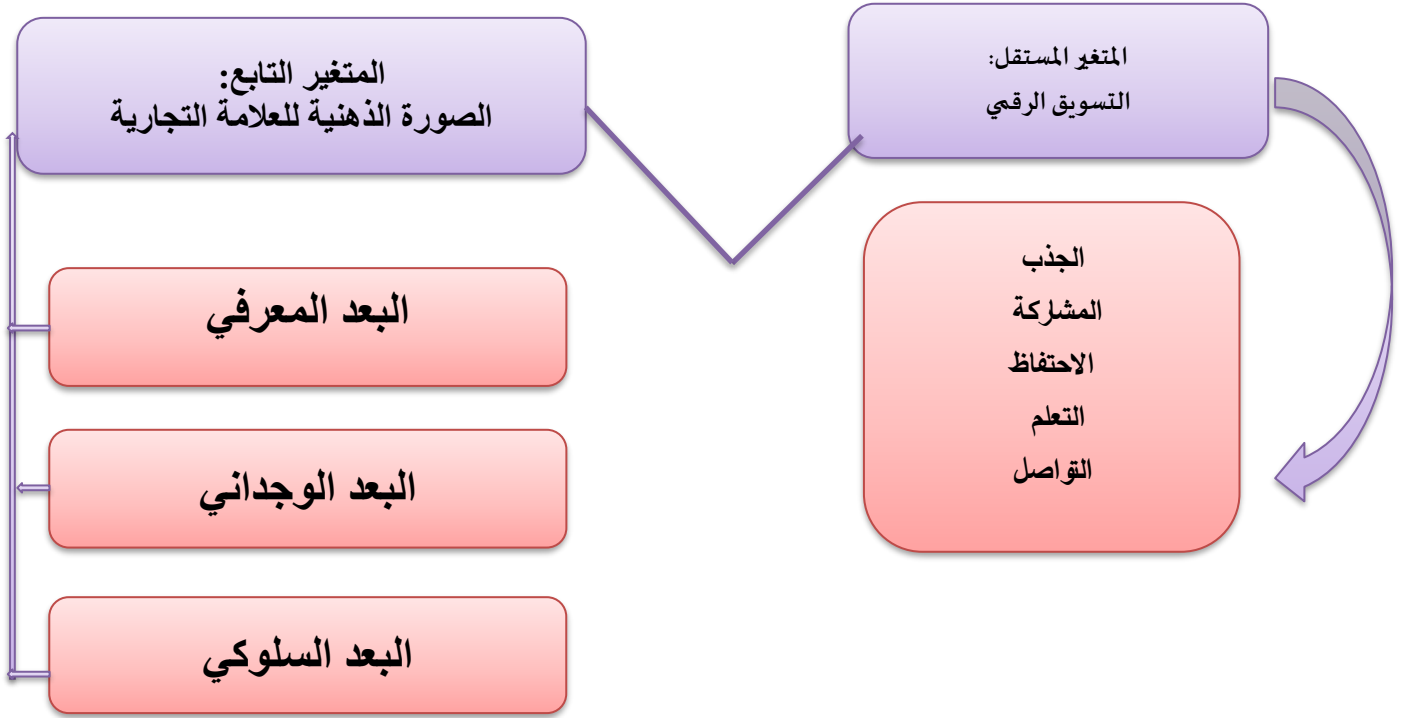 المتغير المستقل:
التسويق الرقمي
الجذب
المشاركة
الاحتفاظ
التعلم
التواصل
المتغير التابع:
الصورة الذهنية للعلامة التجارية
البعد المعرفي
البعد الوجداني
البعد السلوكي